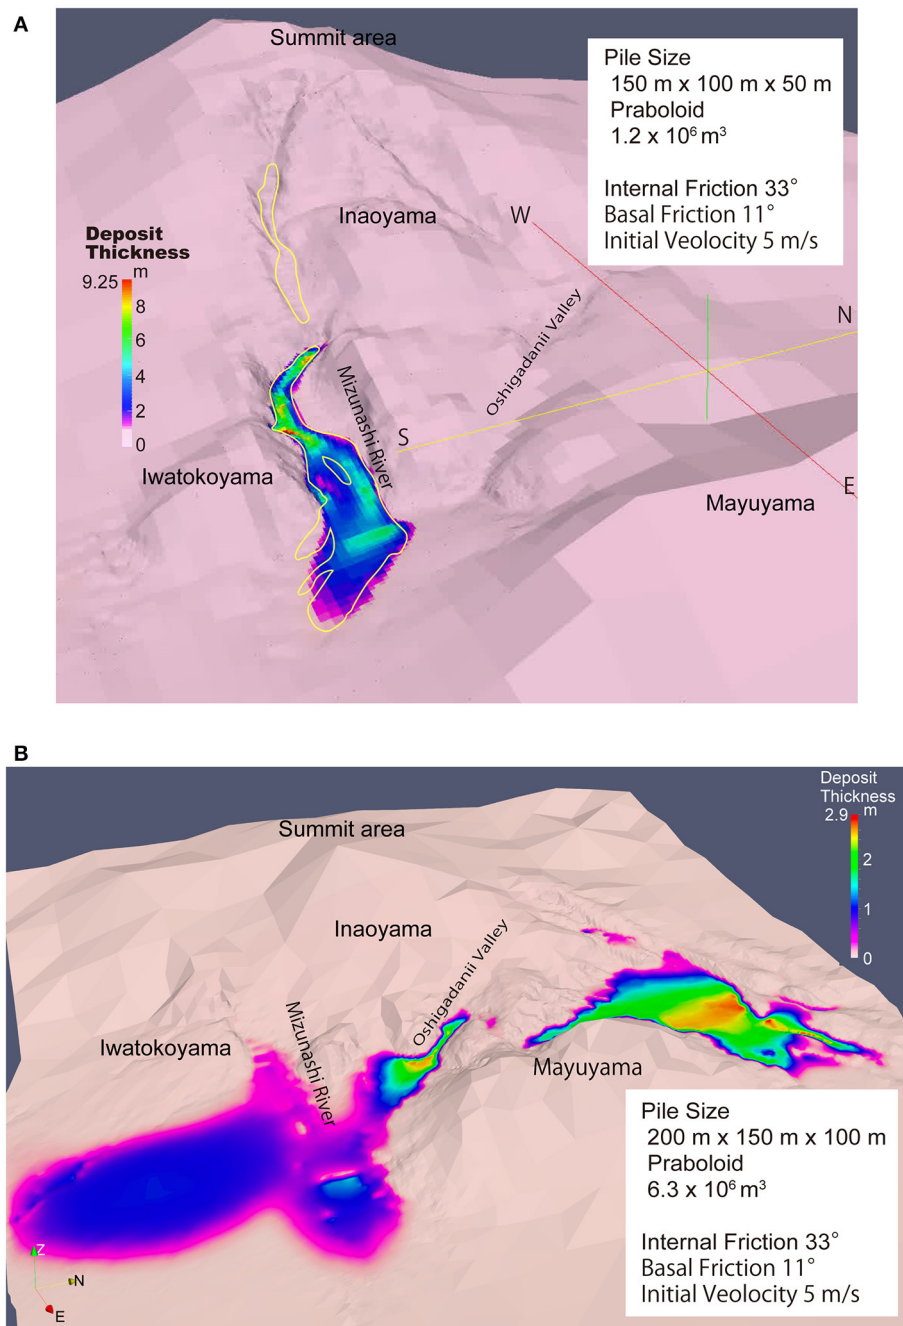 A
Summit area
Pile Size
150 m x 100 m x 50 m
Praboloid
1.2 x 10⁶ m³
Internal Friction 33°
Basal Friction 11°
Initial Veolocity 5 m/s
Inaoyama
W
Deposit
Thickness
m
9.25
8
6
4
2
0
N
Oshigadanii Valley
Mizunashi River
S
Iwatokoyama
E
Mayuyama
B
Deposit
Thickness
2.9
m
2
1
0
Summit area
Inaoyama
Oshigadanii Valley
Mizunashi River
Iwatokoyama
Mayuyama
Pile Size
200 m x 150 m x 100 m
Praboloid
6.3 x 10⁶ m³
Internal Friction 33°
Basal Friction 11°
Initial Veolocity 5 m/s
Z
N
E